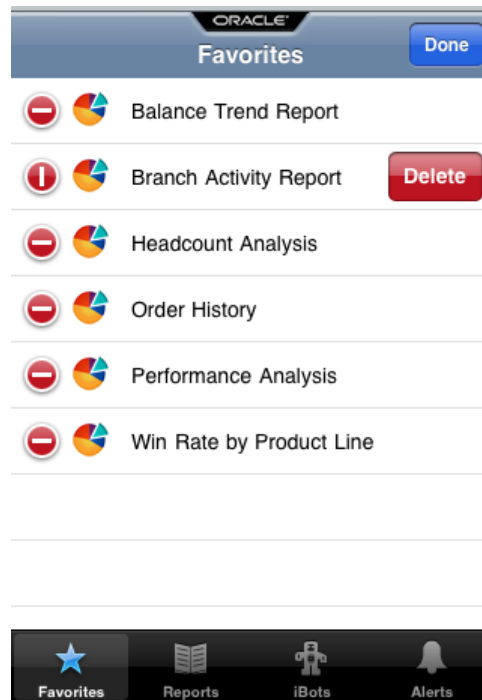 ORACLE
Favorites
Done
Balance Trend Report
Branch Activity Report
Delete
Headcount Analysis
Order History
Performance Analysis
Win Rate by Product Line
Favorites
Reports
iBots
Alerts